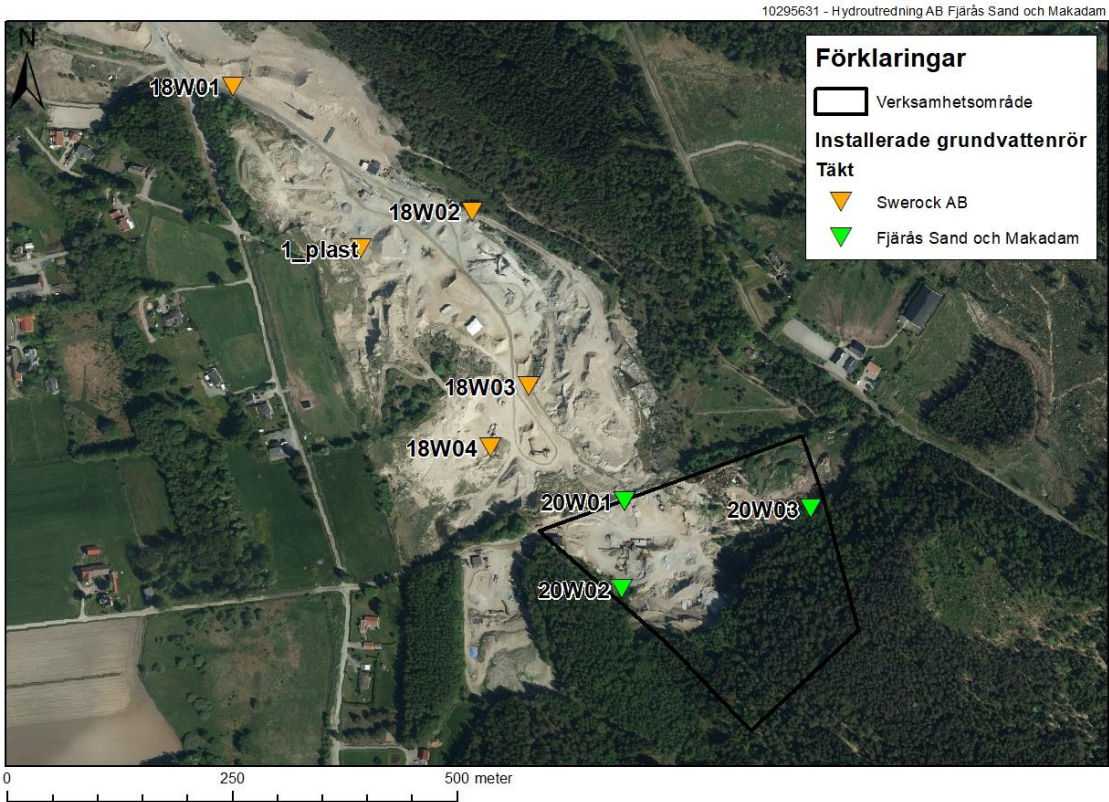 10295631 - Hydroutredning AB Fjärås Sand och Makadam
N
Förklaringar
Verksamhetsområde
Installerade grundvattenrör
Täkt
Swerock AB
Fjärås Sand och Makadam
18W01
18W02
1_plast
18W03
18W04
20W01
20W03
20W02
0 250 500 meter